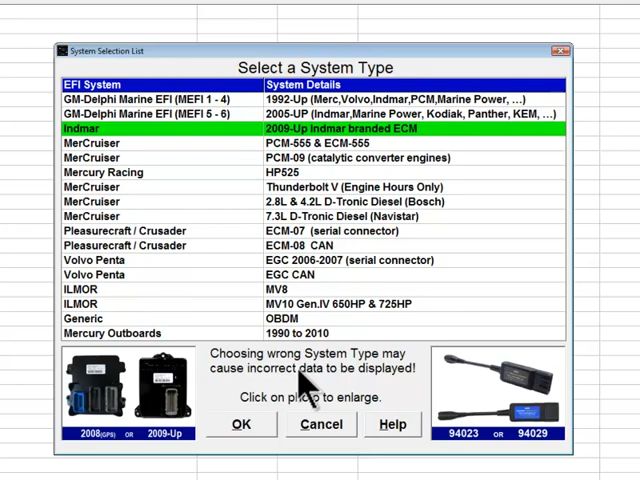 System Selection List
Select a System Type
EFI System System Details
GM-Delphi Marine EFI (MEFI 1 - 4) 1992-Up (Merc,Volvo,Indmar,PCM,Marine Power, ...)
GM-Delphi Marine EFI (MEFI 5 - 6) 2005-UP (Indmar,Marine Power, Kodiak, Panther, KEM, ...)
Indmar 2009-Up Indmar branded ECM
MerCruiser PCM-555 & ECM-555
MerCruiser PCM-09 (catalytic converter engines)
Mercury Racing HP525
MerCruiser Thunderbolt V (Engine Hours Only)
MerCruiser 2.8L & 4.2L D-Tronic Diesel (Bosch)
MerCruiser 7.3L D-Tronic Diesel (Navistar)
Pleasurecraft / Crusader ECM-07 (serial connector)
Pleasurecraft / Crusader ECM-08 CAN
Volvo Penta EGC 2006-2007 (serial connector)
Volvo Penta EGC CAN
ILMOR MV8
ILMOR MV10 Gen.IV 650HP & 725HP
Generic OBDM
Mercury Outboards 1990 to 2010
Choosing wrong System Type may
cause incorrect data to be displayed!
Click on photo to enlarge.
OK Cancel Help
2008(GPS) OR 2009-Up
94023 OR 94029